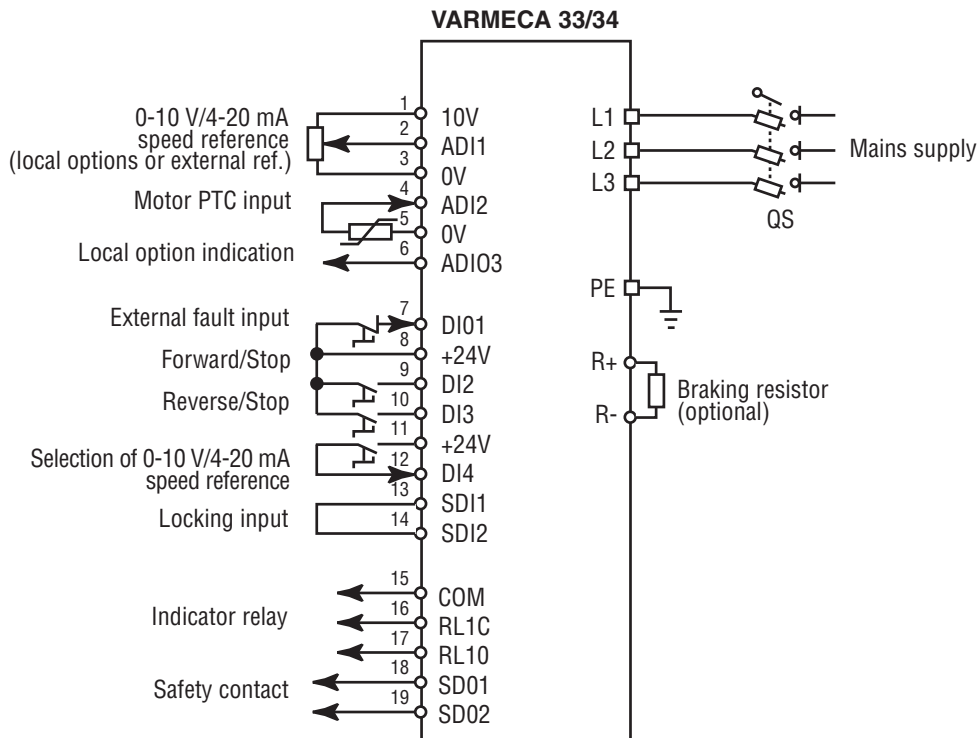 VARMECA 33/34
0-10 V/4-20 mA
speed reference
(local options or external ref.)
Motor PTC input
Local option indication
External fault input
Forward/Stop
Reverse/Stop
Selection of 0-10 V/4-20 mA
speed reference
Locking input
Indicator relay
Safety contact
1
10V
2
ADI1
3
0V
4
ADI2
5
0V
6
ADIO3
7
DI01
8
+24V
9
DI2
10
DI3
11
+24V
12
DI4
13
SDI1
14
SDI2
15
COM
16
RL1C
17
RL10
18
SD01
19
SD02
L1
L2
L3
Mains supply
QS
PE
R+
R-
Braking resistor
(optional)